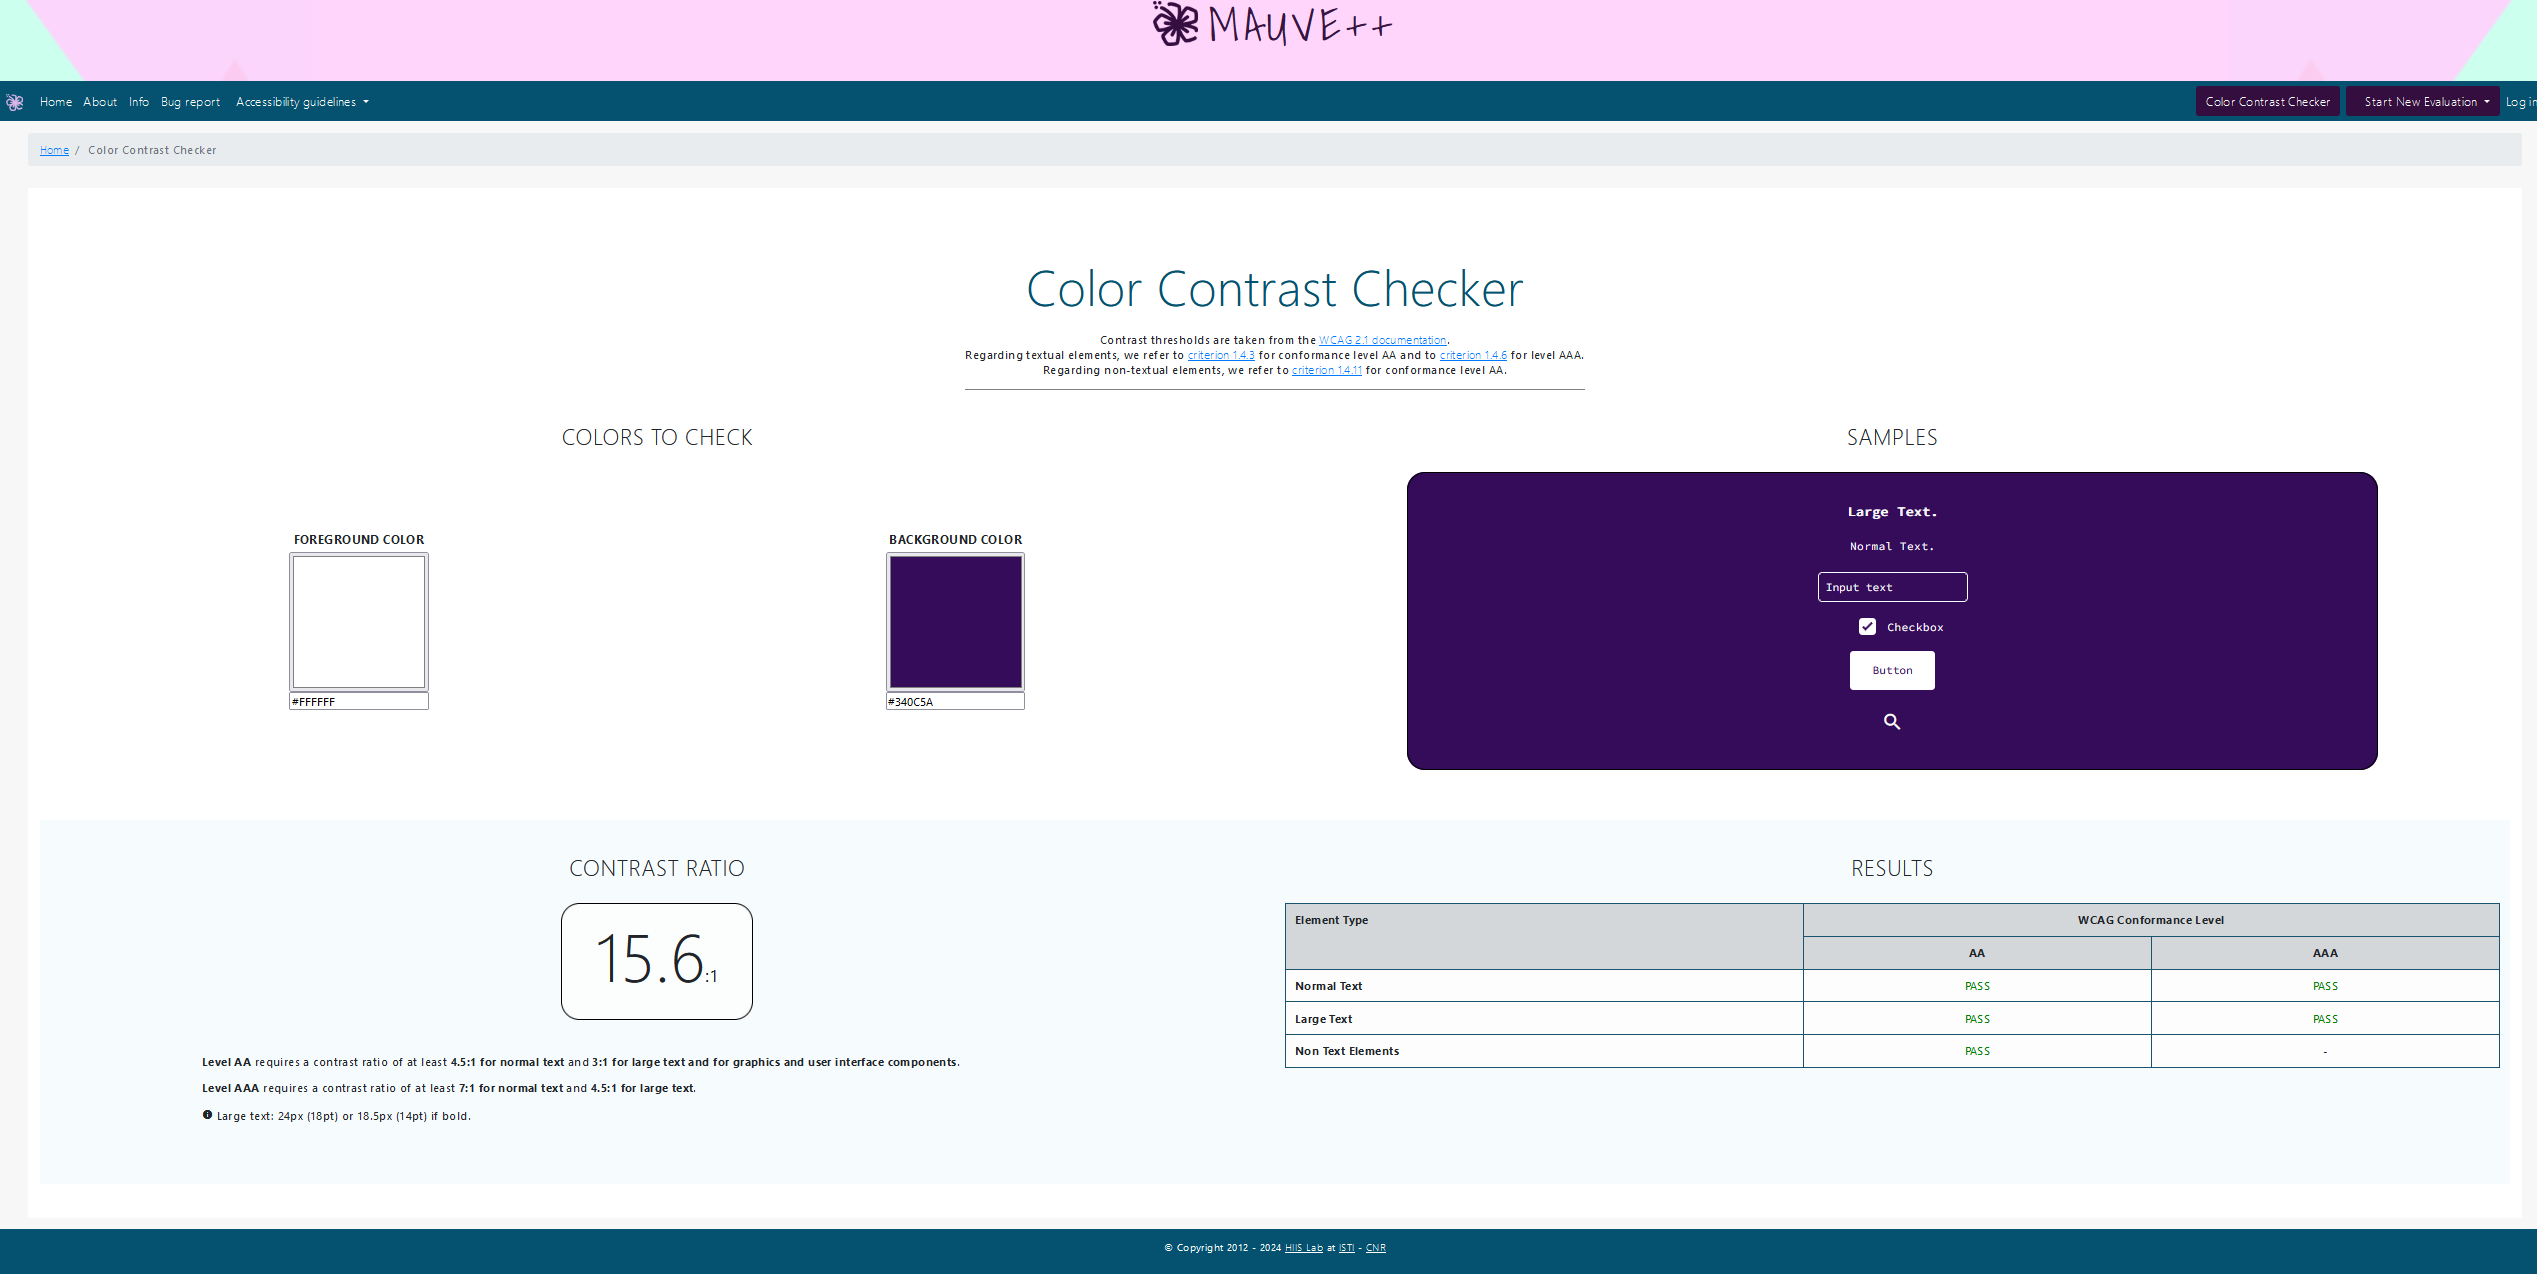 MAUVE++
Home About Info Bug report Accessibility guidelines
Color Contrast Checker Start New Evaluation Log in
Home / Color Contrast Checker
Color Contrast Checker
Contrast thresholds are taken from the WCAG 2.1 documentation.
Regarding textual elements, we refer to criterion 1.4.3 for conformance level AA and to criterion 1.4.6 for level AAA.
Regarding non-textual elements, we refer to criterion 1.4.11 for conformance level AA.
COLORS TO CHECK
FOREGROUND COLOR
#FFFFFF
BACKGROUND COLOR
#340C5A
SAMPLES
Large Text.
Normal Text.
Input text
Checkbox
Button
CONTRAST RATIO
15.6:1
Level AA requires a contrast ratio of at least 4.5:1 for normal text and 3:1 for large text and for graphics and user interface components.
Level AAA requires a contrast ratio of at least 7:1 for normal text and 4.5:1 for large text.
Large text: 24px (18pt) or 18.5px (14pt) if bold.
RESULTS
Element Type WCAG Conformance Level
AA AAA
Normal Text PASS PASS
Large Text PASS PASS
Non Text Elements PASS -
© Copyright 2012 - 2024 HIIS Lab at ISTI - CNR